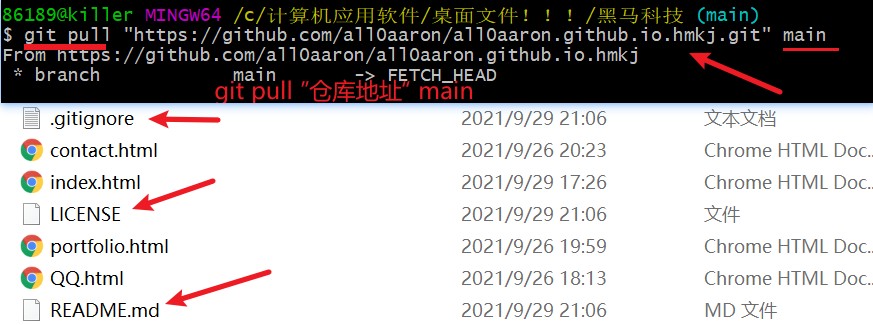 86189@killer MINGW64 /c/计算机应用软件/桌面文件！！！/黑马科技 (main)
$ git pull "https://github.com/all0aaron/all0aaron.github.io.hmkj.git" main
From https://github.com/all0aaron/all0aaron.github.io.hmkj
* branch main -> FETCH_HEAD
git pull “仓库地址” main
.gitignore 2021/9/29 21:06 文本文档
contact.html 2021/9/26 20:23 Chrome HTML Doc...
index.html 2021/9/29 17:26 Chrome HTML Doc...
LICENSE 2021/9/29 21:06 文件
portfolio.html 2021/9/26 19:59 Chrome HTML Doc...
QQ.html 2021/9/26 18:13 Chrome HTML Doc...
README.md 2021/9/29 21:06 MD 文件